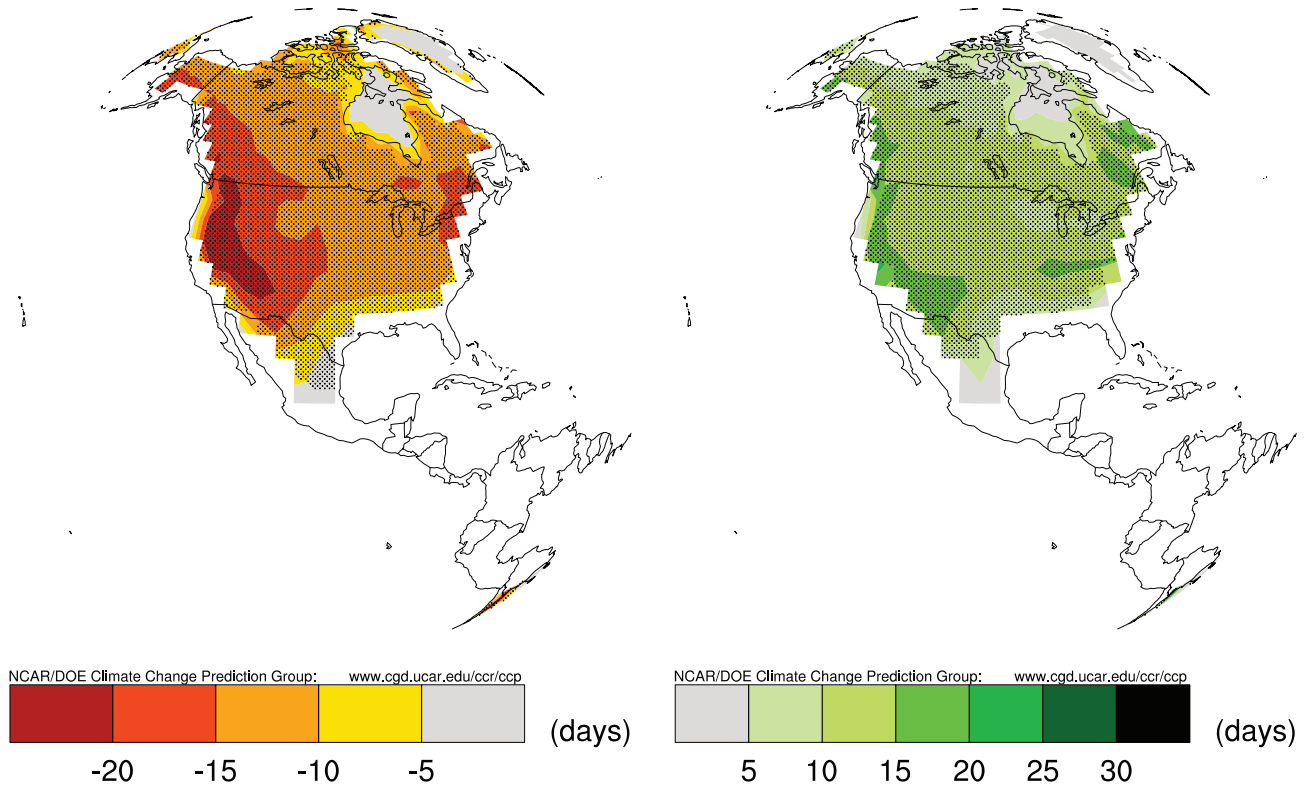 NCAR/DOE Climate Change Prediction Group: www.cgd.ucar.edu/ccr/ccp
(days)
-20 -15 -10 -5
NCAR/DOE Climate Change Prediction Group: www.cgd.ucar.edu/ccr/ccp
(days)
5 10 15 20 25 30